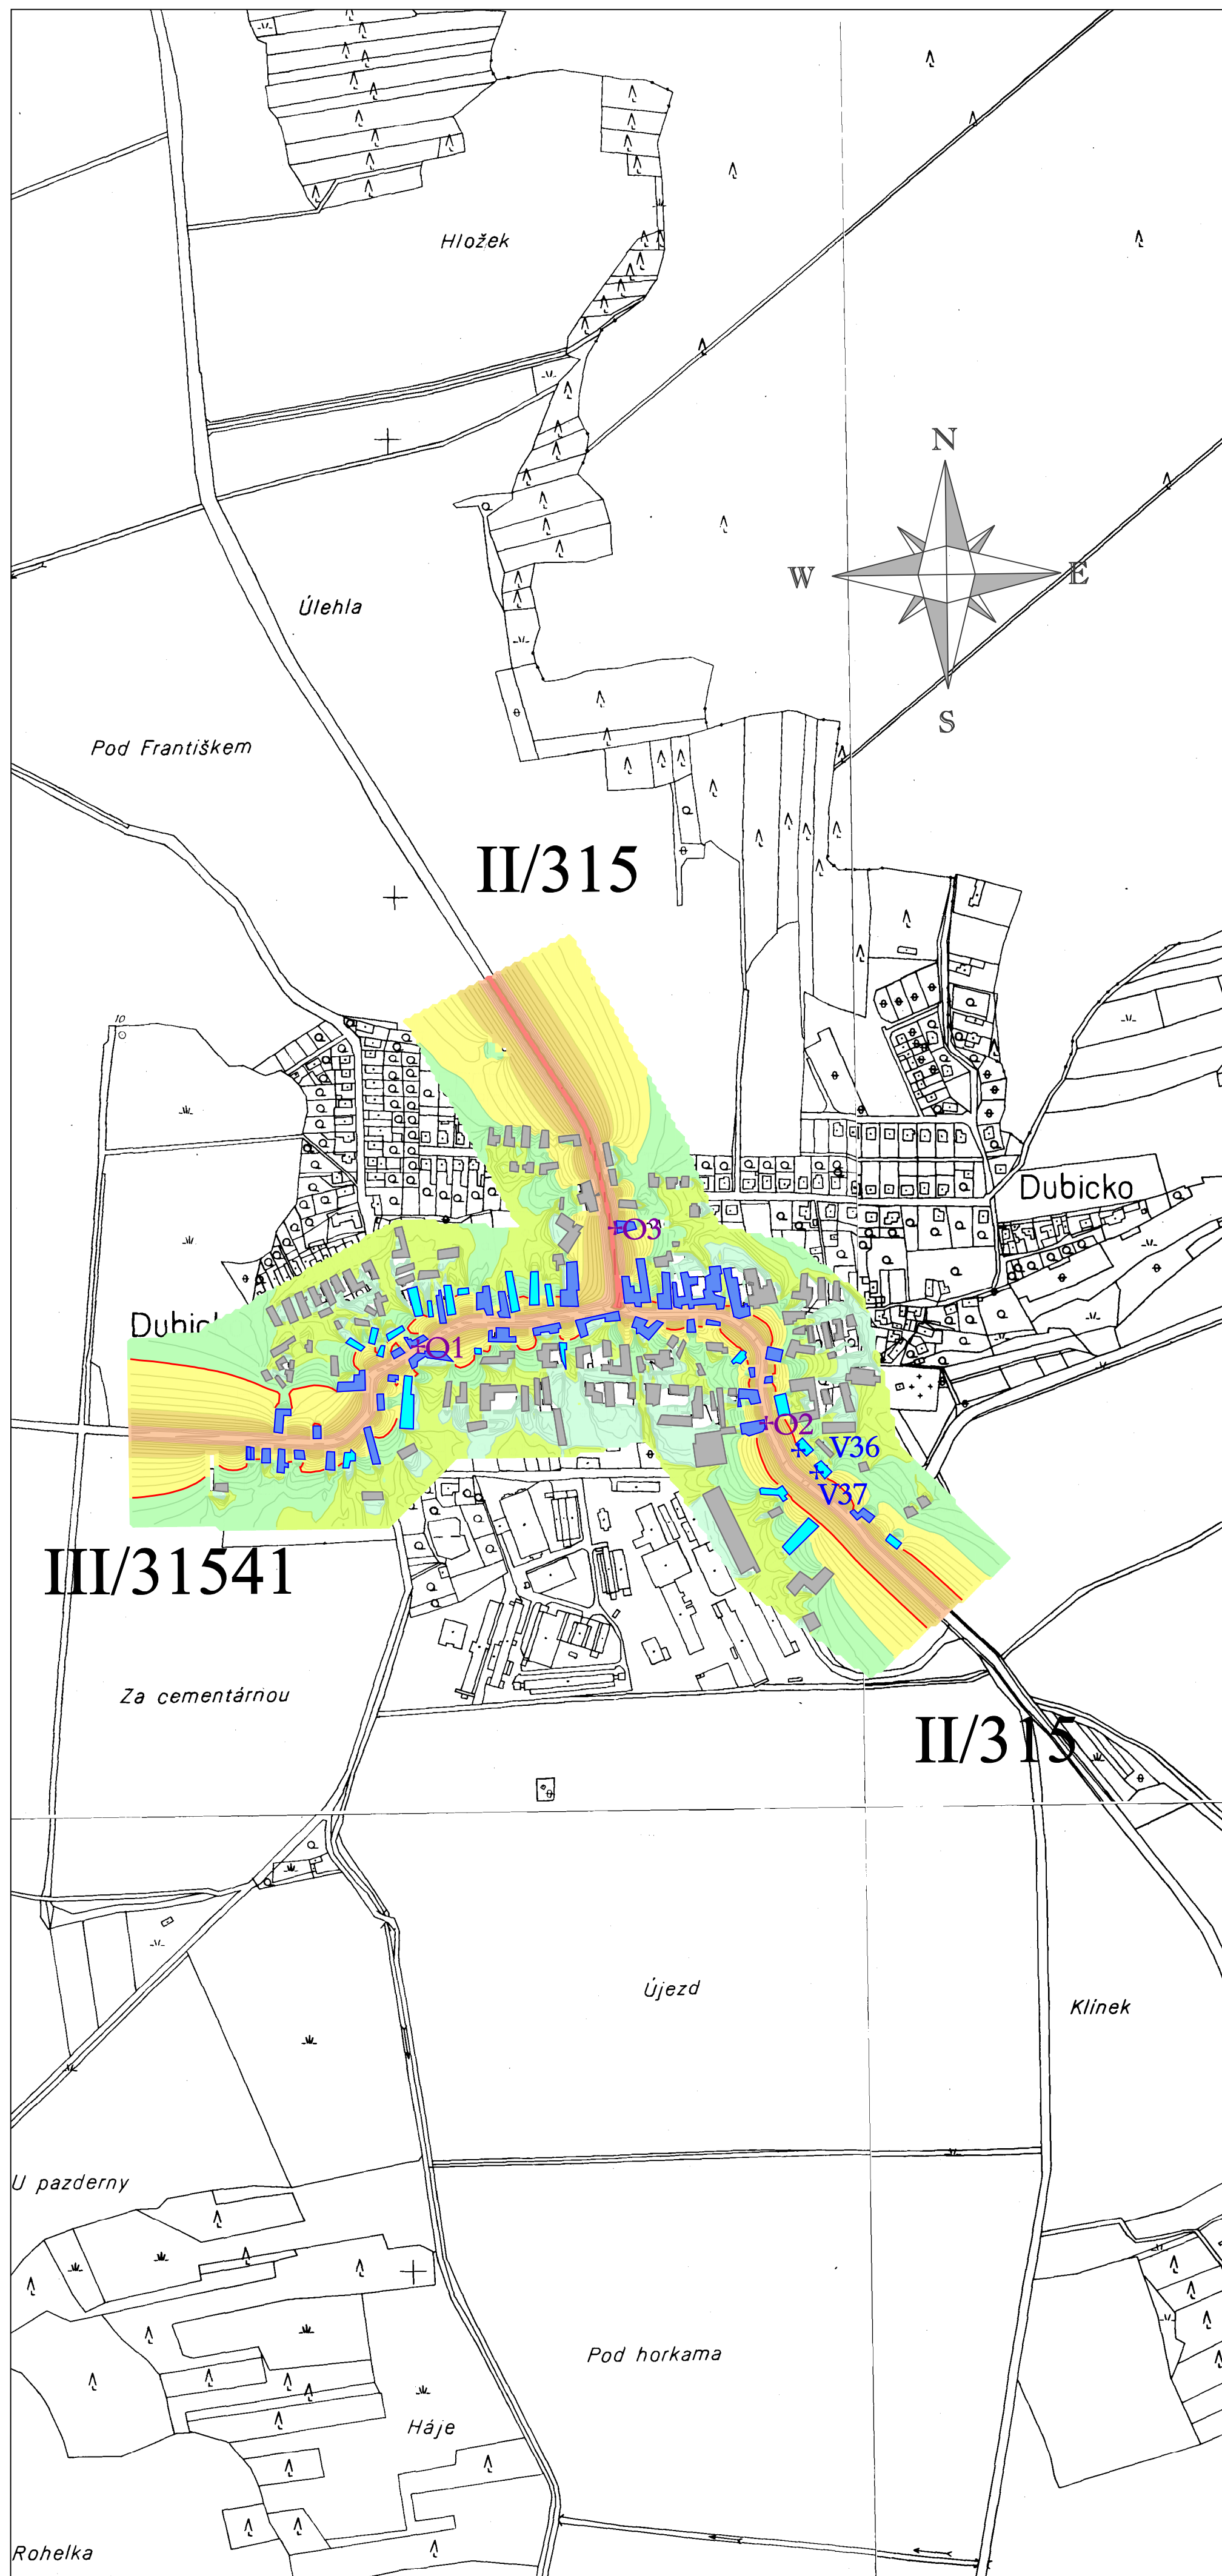 Hložek
N
W
E
S
Úlehla
Pod Františkem
II/315
10
Dubicko
O3
O1
O2
V36
V37
III/31541
Za cementárnou
II/315
Újezd
Klínek
U pazderny
Pod horkama
Háje
Rohelka